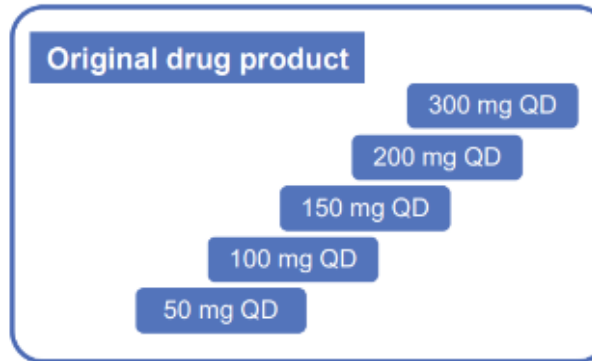 Original drug product
300 mg QD
200 mg QD
150 mg QD
100 mg QD
50 mg QD